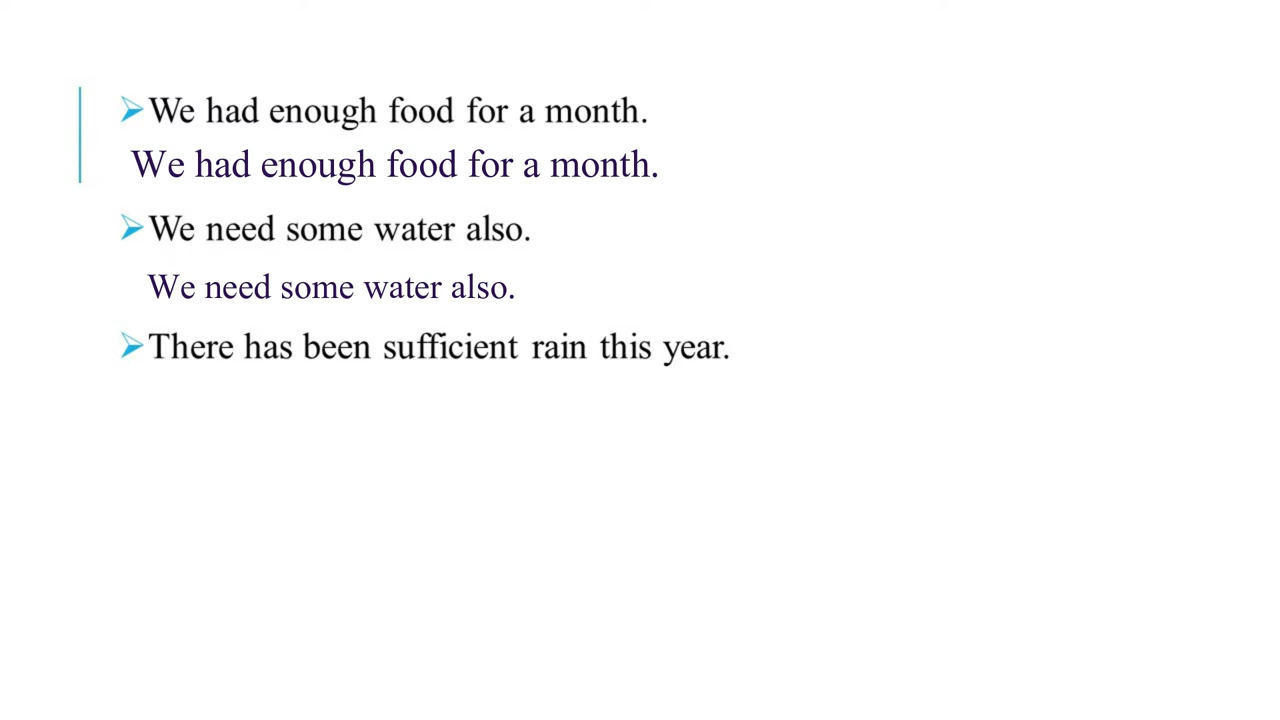 We had enough food for a month.
We had enough food for a month.
We need some water also.
We need some water also.
There has been sufficient rain this year.